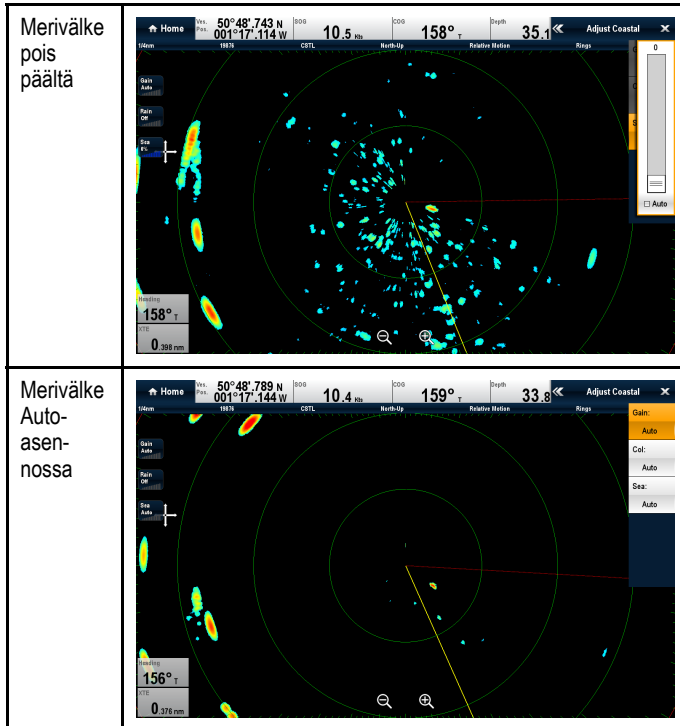 Merivälke
pois
päältä
Home
Ves. Pos. 50°48'.743 N
001°17'.114 W
SOG
10.5 Kts
COG
158° T
Depth
35.1
Adjust Coastal X
1/4nm 19876 CSTL North-Up Relative Motion Rings
Gain
Auto
Rain
Off
Sea
8%
0
Auto
Heading
158° T
XTE
0.398 nm
Merivälke
Auto-
asen-
nossa
Home
Ves. Pos. 50°48'.789 N
001°17'.144 W
SOG
10.4 Kts
COG
159° T
Depth
33.8
Adjust Coastal X
1/4nm 19876 CSTL North-Up Relative Motion Rings
Gain
Auto
Rain
Off
Sea
Auto
Gain:
Auto
Col:
Auto
Sea:
Auto
Heading
156° T
XTE
0.376 nm